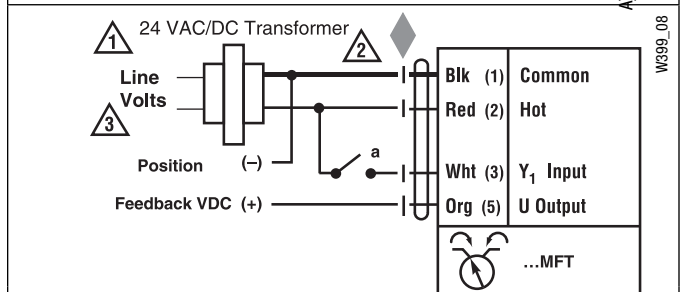 A
W399_08
1 24 VAC/DC Transformer
2
Line
Volts
3
Blk (1) Common
Red (2) Hot
a
Position (–)
Wht (3) Y1 Input
Feedback VDC (+)
Org (5) U Output
...MFT